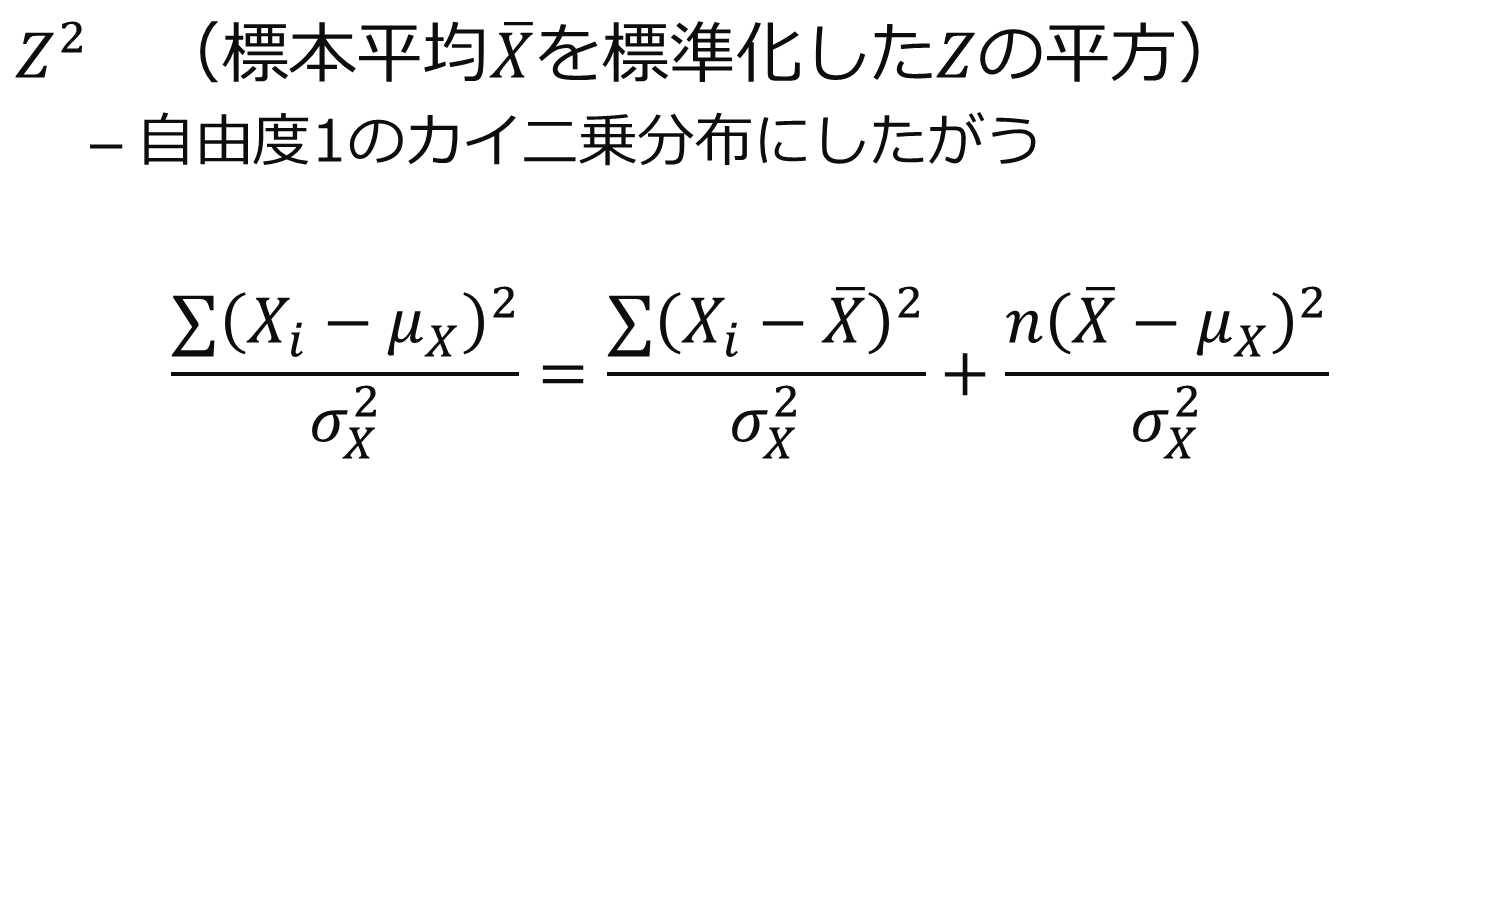 Z² （標本平均X̄を標準化したZの平方）
– 自由度1のカイ二乗分布にしたがう
∑(Xᵢ − μ_X)² / σ_X² = ∑(Xᵢ − X̄)² / σ_X² + n(X̄ − μ_X)² / σ_X²